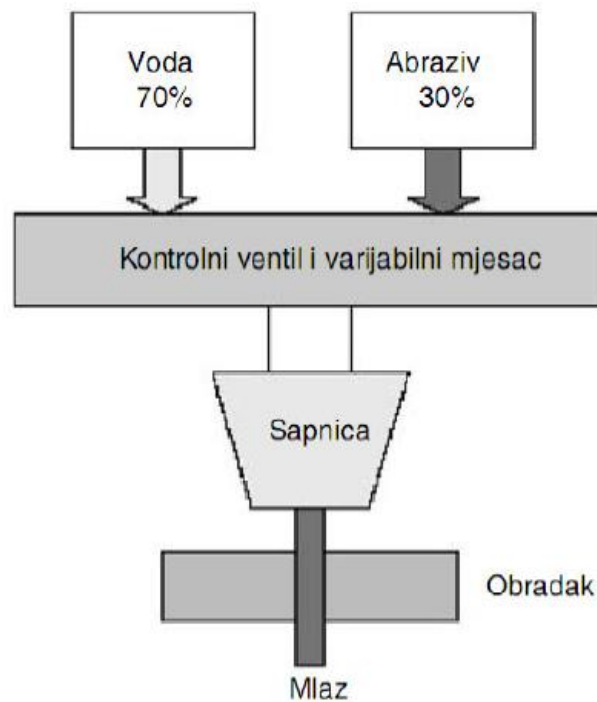 Voda
70%
Abraziv
30%
Kontrolni ventil i varijabilni mjesac
Sapnica
Obradak
Mlaz